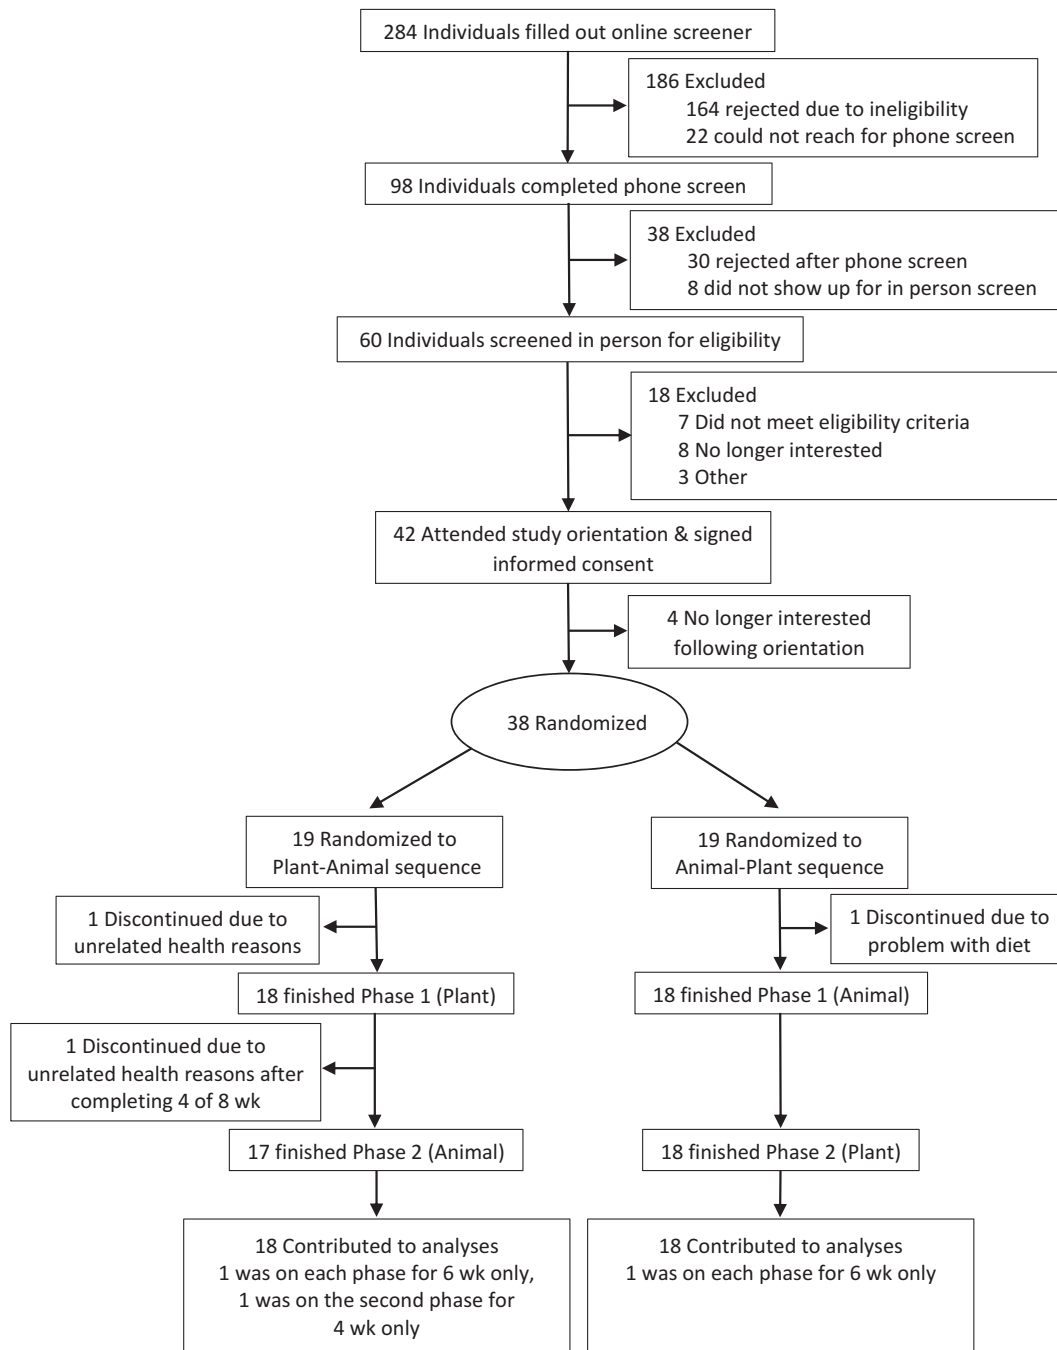 284 Individuals filled out online screener
186 Excluded
164 rejected due to ineligibility
22 could not reach for phone screen
98 Individuals completed phone screen
38 Excluded
30 rejected after phone screen
8 did not show up for in person screen
60 Individuals screened in person for eligibility
18 Excluded
7 Did not meet eligibility criteria
8 No longer interested
3 Other
42 Attended study orientation & signed
informed consent
4 No longer interested
following orientation
38 Randomized
19 Randomized to
Plant-Animal sequence
19 Randomized to
Animal-Plant sequence
1 Discontinued due to
unrelated health reasons
1 Discontinued due to
problem with diet
18 finished Phase 1 (Plant)
18 finished Phase 1 (Animal)
1 Discontinued due to
unrelated health reasons after
completing 4 of 8 wk
17 finished Phase 2 (Animal)
18 finished Phase 2 (Plant)
18 Contributed to analyses
1 was on each phase for 6 wk only,
1 was on the second phase for
4 wk only
18 Contributed to analyses
1 was on each phase for 6 wk only